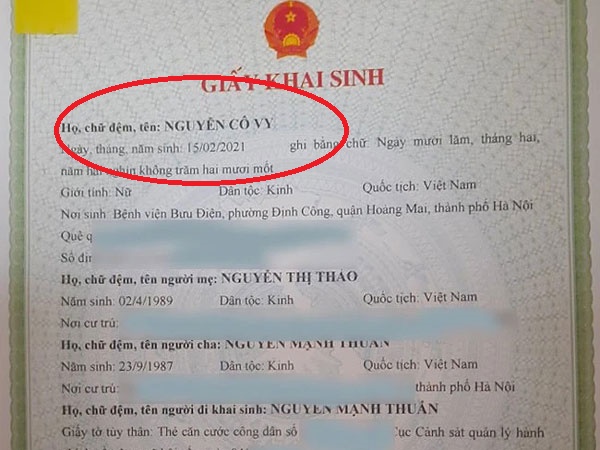 GIẤY KHAI SINH
Họ, chữ đệm, tên: NGUYỄN CÔ VY
Ngày, tháng, năm sinh: 15/02/2021 ghi bằng chữ Ngày mười lăm, tháng hai,
năm hai nghìn không trăm hai mươi mốt
Giới tính: Nữ Dân tộc: Kinh Quốc tịch: Việt Nam
Nơi sinh Bệnh viện Bưu Điện, phường Định Công, quận Hoàng Mai, thành phố Hà Nội
Quê
Số
Họ, chữ đệm, tên người mẹ: NGUYỄN THỊ THẢO
Năm sinh: 02/4/1989 Dân tộc: Kinh Quốc tịch: Việt Nam
Nơi cư trú:
Họ, chữ đệm, tên người cha: NGUYỄN MẠNH THUẦN
Năm sinh: 23/9/1987 Dân tộc: Kinh Quốc tịch: Việt Nam
Nơi cư trú: thành phố Hà Nội
Họ, chữ đệm, tên người đi khai sinh: NGUYỄN MẠNH THUẦN
Giấy tờ tùy thân: Thẻ căn cước công dân số Cục Cảnh sát quản lý hành